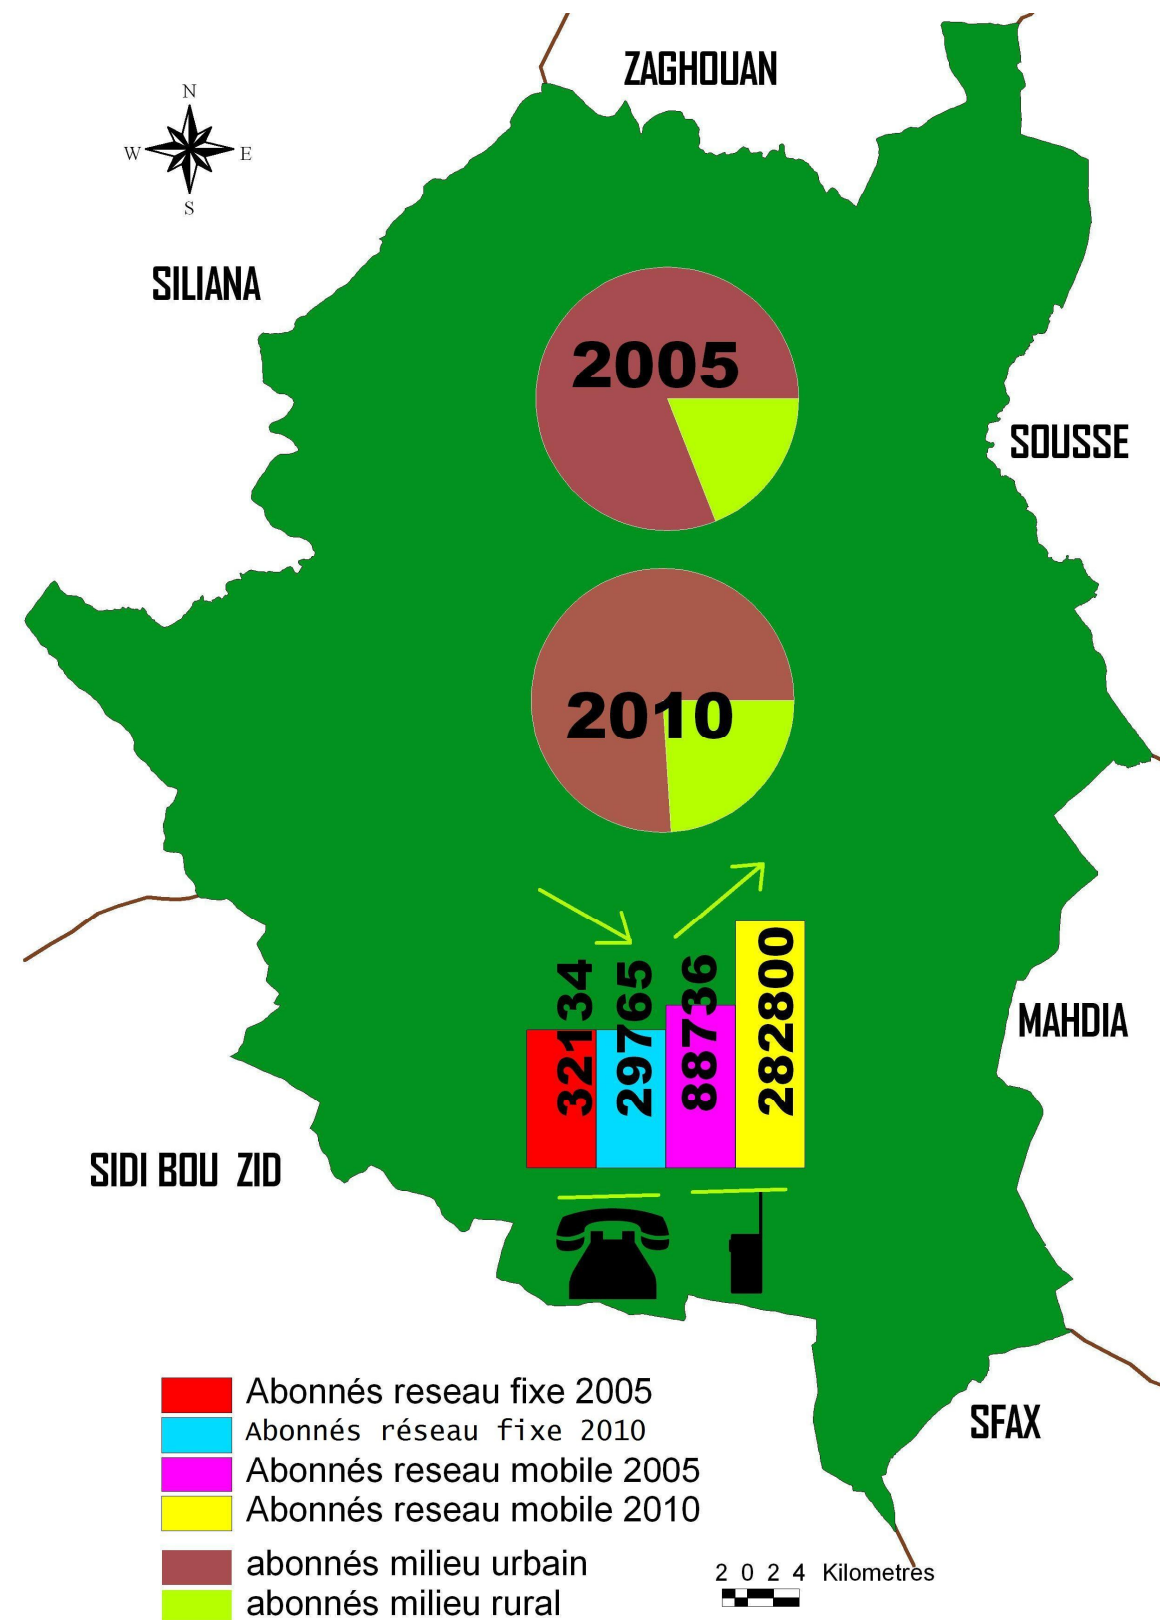 ZAGHOUAN
N
W E
S
SILIANA
2005
SOUSSE
2010
32134
29765
88736
282800
MAHDIA
SIDI BOU ZID
SFAX
Abonnés reseau fixe 2005
Abonnés réseau fixe 2010
Abonnés reseau mobile 2005
Abonnés reseau mobile 2010
abonnés milieu urbain
abonnés milieu rural
2 0 2 4 Kilometres